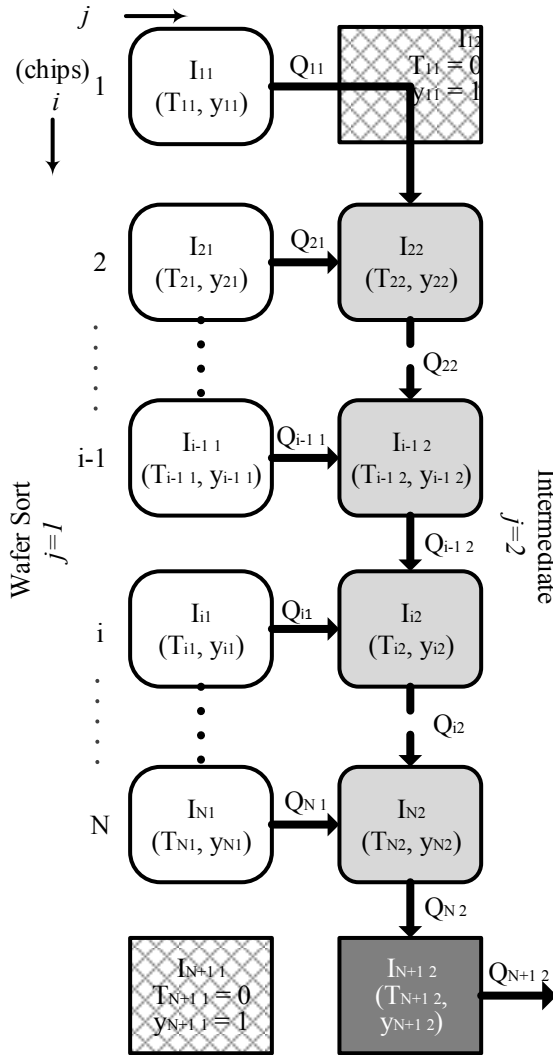 j
(chips)
i
1
I11
(T11, y11)
Q11
I12
T11 = 0
y11 = 1
2
I21
(T21, y21)
Q21
I22
(T22, y22)
Q22
i-1
Ii-1 1
(Ti-1 1, yi-1 1)
Qi-1 1
Ii-1 2
(Ti-1 2, yi-1 2)
Qi-1 2
Wafer Sort
j=1
Intermediate
j=2
i
Ii1
(Ti1, yi1)
Qi1
Ii2
(Ti2, yi2)
Qi2
N
IN1
(TN1, yN1)
QN 1
IN2
(TN2, yN2)
QN 2
IN+1 1
TN+1 1 = 0
yN+1 1 = 1
IN+1 2
(TN+1 2,
yN+1 2)
QN+1 2